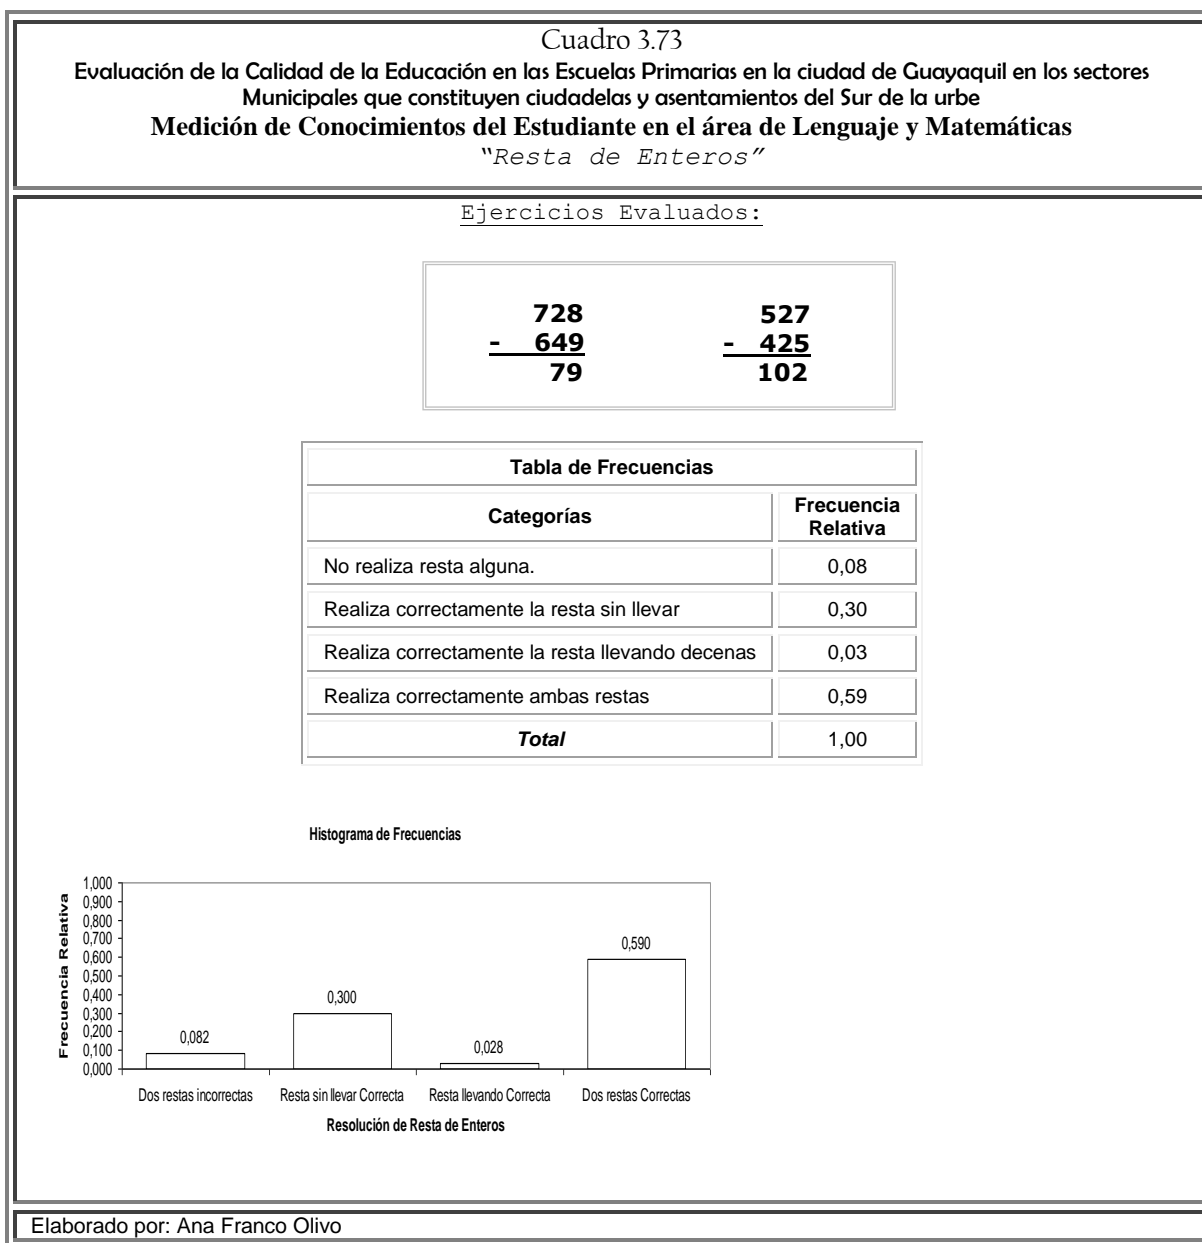 Cuadro 3.73
Evaluación de la Calidad de la Educación en las Escuelas Primarias en la ciudad de Guayaquil en los sectores
Municipales que constituyen ciudadelas y asentamientos del Sur de la urbe
Medición de Conocimientos del Estudiante en el área de Lenguaje y Matemáticas
“Resta de Enteros”
Ejercicios Evaluados:
728 527
- 649 - 425
79 102
Tabla de Frecuencias
Categorías Frecuencia Relativa
No realiza resta alguna. 0,08
Realiza correctamente la resta sin llevar 0,30
Realiza correctamente la resta llevando decenas 0,03
Realiza correctamente ambas restas 0,59
Total 1,00
Histograma de Frecuencias
Frecuencia Relativa
1,000
0,900
0,800
0,700
0,600
0,500
0,400
0,300
0,200
0,100
0,000
0,082
0,300
0,028
0,590
Dos restas incorrectas Resta sin llevar Correcta Resta llevando Correcta Dos restas Correctas
Resolución de Resta de Enteros
Elaborado por: Ana Franco Olivo